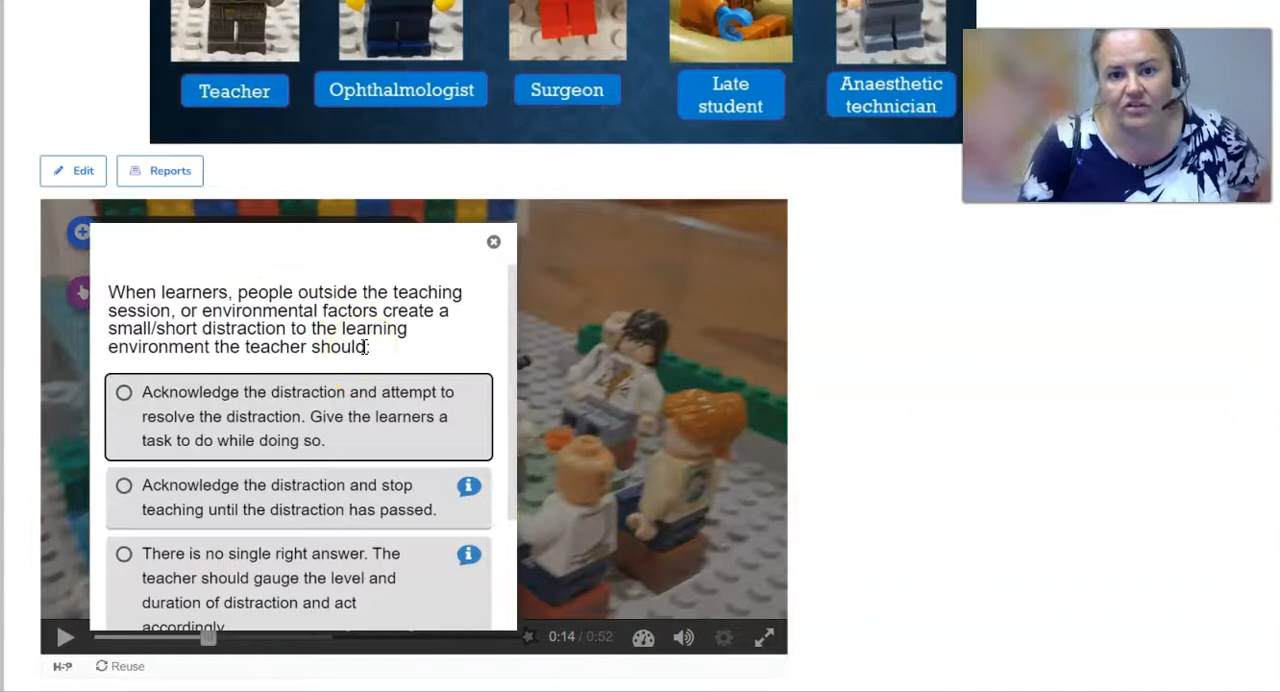 Teacher
Ophthalmologist
Surgeon
Late
student
Anaesthetic
technician
Edit
Reports
When learners, people outside the teaching
session, or environmental factors create a
small/short distraction to the learning
environment the teacher should:
Acknowledge the distraction and attempt to
resolve the distraction. Give the learners a
task to do while doing so.
Acknowledge the distraction and stop
teaching until the distraction has passed.
There is no single right answer. The
teacher should gauge the level and
duration of distraction and act
accordingly.
0:14 / 0:52
H5P
Reuse